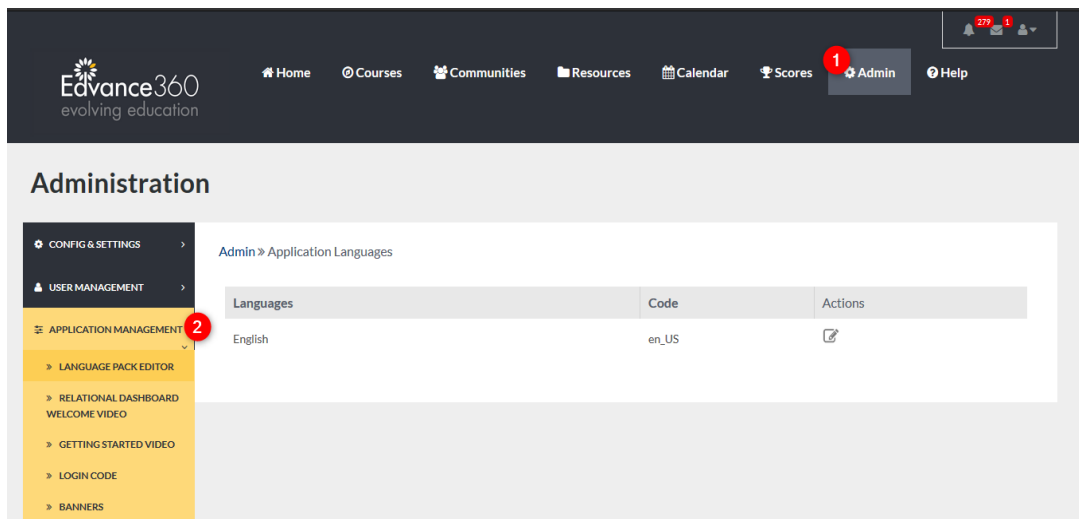 279 1
Edvance360
evolving education
Home Courses Communities Resources Calendar Scores 1 Admin Help
Administration
CONFIG & SETTINGS
USER MANAGEMENT
APPLICATION MANAGEMENT 2
» LANGUAGE PACK EDITOR
» RELATIONAL DASHBOARD
WELCOME VIDEO
» GETTING STARTED VIDEO
» LOGIN CODE
» BANNERS
Admin » Application Languages
Languages Code Actions
English en_US